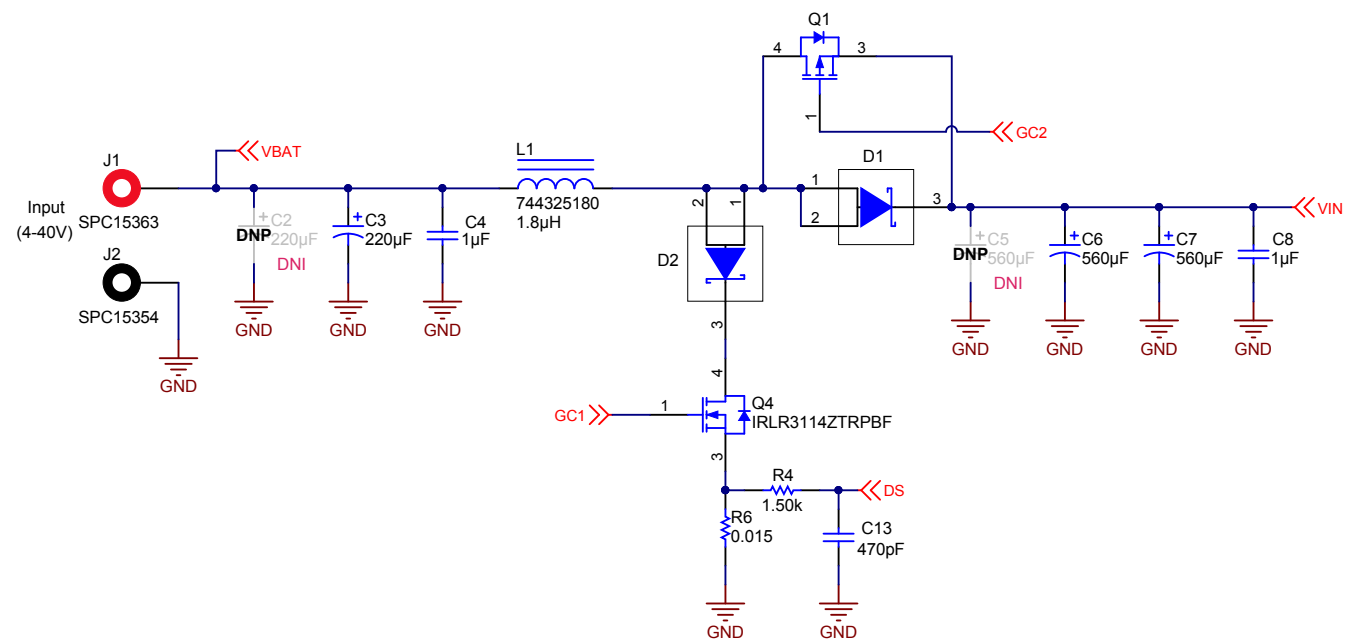 Q1
4
3
1
GC2
VBAT
J1
Input
(4-40V)
SPC15363
J2
SPC15354
GND
+
C2
DNP
220µF
DNI
GND
+
C3
220µF
GND
C4
1µF
GND
L1
744325180
1.8µH
2
1
D2
3
D1
1
2
3
VIN
+
C5
DNP
560µF
DNI
GND
+
C6
560µF
GND
+
C7
560µF
GND
C8
1µF
GND
4
GC1
1
Q4
IRLR3114ZTRPBF
3
R4
1.50k
DS
R6
0.015
C13
470pF
GND
GND